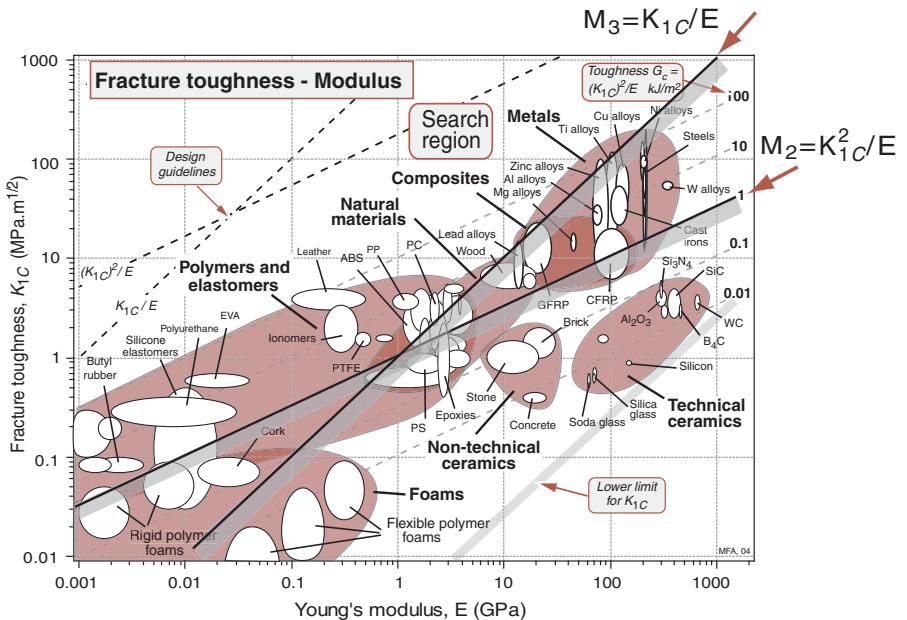 M₃=K₁C/E
1000
Fracture toughness - Modulus
Toughness Gc =
(K₁C)²/E kJ/m²
100
Search
region
Metals
Cu alloys
Ni alloys
Ti alloys
M₂=K²₁C/E
Design
guidelines
100
Steels
10
Zinc alloys
Composites
Al alloys
Mg alloys
W alloys
1
Natural
materials
Lead alloys
Cast
irons
Wood
PC
PP
ABS
Leather
10
0.1
(K₁C)²/E
Polymers and
elastomers
Si₃N₄
SiC
GFRP
CFRP
0.01
K₁C/E
EVA
Polyurethane
Silicone
elastomers
Ionomers
Brick
Al₂O₃
WC
B₄C
Butyl
rubber
1
PTFE
Stone
Silicon
PS
Epoxies
Concrete
Soda glass
Silica
glass
Technical
ceramics
Cork
Non-technical
ceramics
0.1
Foams
Lower limit
for K₁C
Rigid polymer
foams
Flexible polymer
foams
0.01
MFA, 04
0.001
0.01
0.1
1
10
100
1000
Young's modulus, E (GPa)
Fracture toughness, K₁C (MPa.m^1/2)